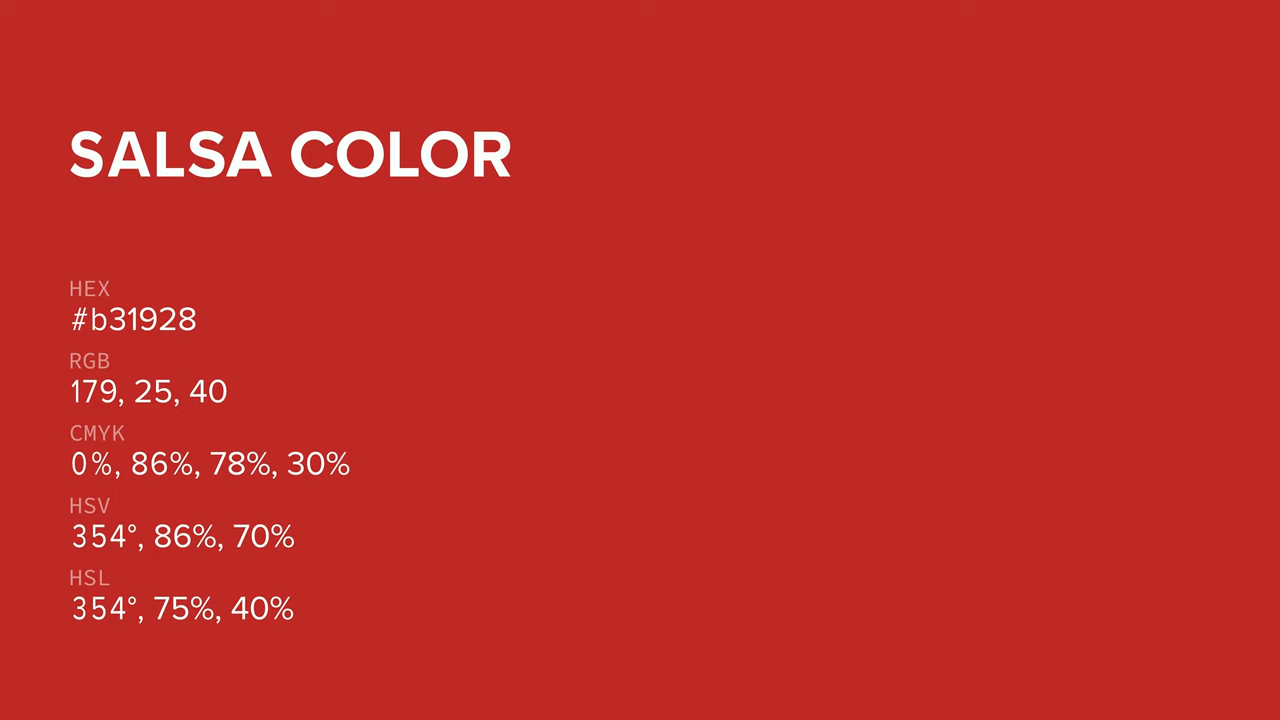 SALSA COLOR
HEX
#b31928
RGB
179, 25, 40
CMYK
0%, 86%, 78%, 30%
HSV
354°, 86%, 70%
HSL
354°, 75%, 40%